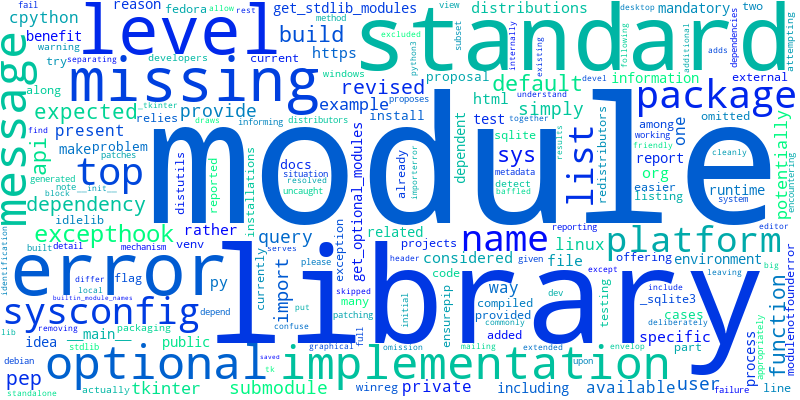 module
library
standard
level
missing
error
optional
implementation
package
platform
message
top
name
list
sysconfig
function
excepthook
default
expected
dependency
build
revised
sys
import
query
provide
simply
user
pep
api
submodule
tkinter
private
available
process
potentially
linux
file
way
one
org
test
html
example
present
cpython
get_stdlib_modules
distributions
mandatory
two
reason
fedora
benefit
current
https
developers
warning
try
along
relies
windows
separating
fail
allow
rest
method
view
subset
desktop
following
excluded
python3
internally
existing
adds
dependencies
additional
attempting
proposal
information
external
understand
devel
proposes
install
dependent
sqlite
together
among
working
omitted
friendly
cleanly
make
problem
_tkinter
informing
distributors
draws
find
patches
distutils
reported
installations
docs
situation
resolved
uncaught
get_optional_modules
already
importerror
metadata
detect
baffled
results
redistributors
report
easier
listing
runtime
system
encountering
generated
note
__init__
block
idlelib
rather
venv
exception
related
projects
reporting
editor
offering
environment
identification
built
detail
mechanism
currently
serves
please
header
given
except
considered
code
leaving
big
local
differ
flag
py
many
skipped
patching
compiled
provided
dev
testing
_sqlite3
include
deliberately
cases
modulenotfounderror
appropriately
builtin_module_names
removing
depend
put
confuse
full
initial
ensurepip
commonly
added
specific
lib
packaging
__main__
idea
public
stdlib
debian
standalone
actually
saved
tk
graphical
omission
mailing
extended
upon
envelop
winreg
including
part
failure
line